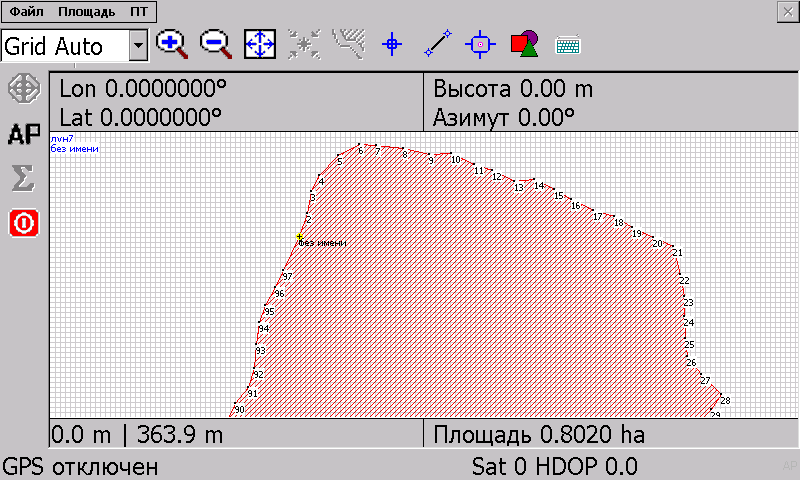 Файл Площадь ПТ
Grid Auto
Lon 0.0000000°
Lat 0.0000000°
Высота 0.00 m
Азимут 0.00°
AP
Σ
лун7
без имени
6
7
8
5
9
10
11
4
12
13
14
3
15
16
17
2
18
19
без имени
20
21
97
22
96
23
95
24
94
25
93
26
92
27
91
28
90
29
0.0 m | 363.9 m
Площадь 0.8020 ha
GPS отключен
Sat 0 HDOP 0.0
AP